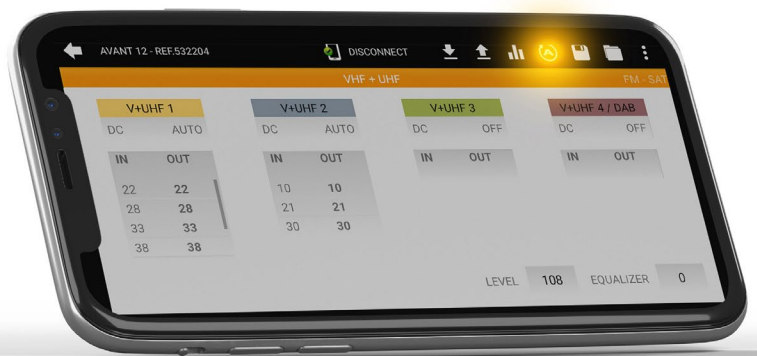 AVANT 12 - REF.532204 DISCONNECT
VHF + UHF FM - SAT
V+UHF 1 V+UHF 2 V+UHF 3 V+UHF 4 / DAB
DC AUTO DC AUTO DC OFF DC OFF
IN OUT IN OUT IN OUT IN OUT
22 22 10 10
28 28 21 21
33 33 30 30
38 38
LEVEL 108 EQUALIZER 0